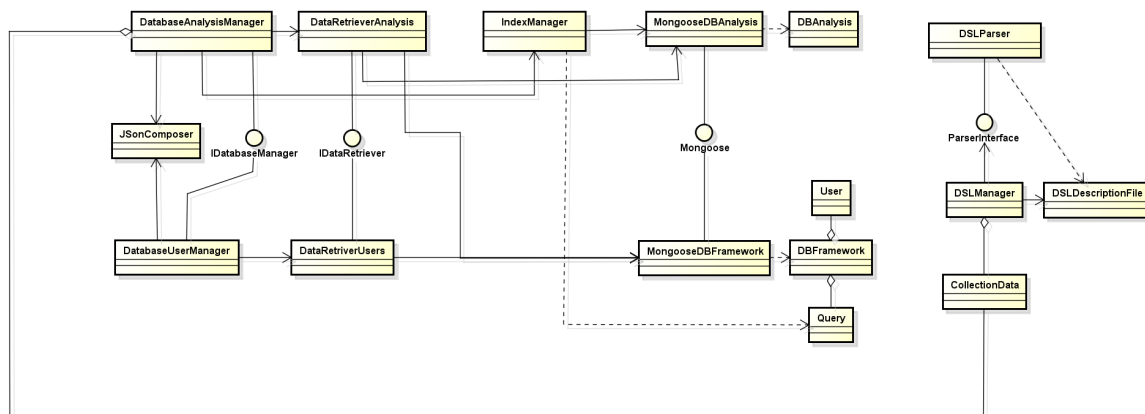 DatabaseAnalysisManager
DataRetrieverAnalysis
IndexManager
MongooseDBAnalysis
DBAnalysis
DSLParser
JSonComposer
IDatabaseManager
IDataRetriever
Mongoose
ParserInterface
User
DSLManager
DSLDescriptionFile
DatabaseUserManager
DataRetriverUsers
MongooseDBFramework
DBFramework
CollectionData
Query